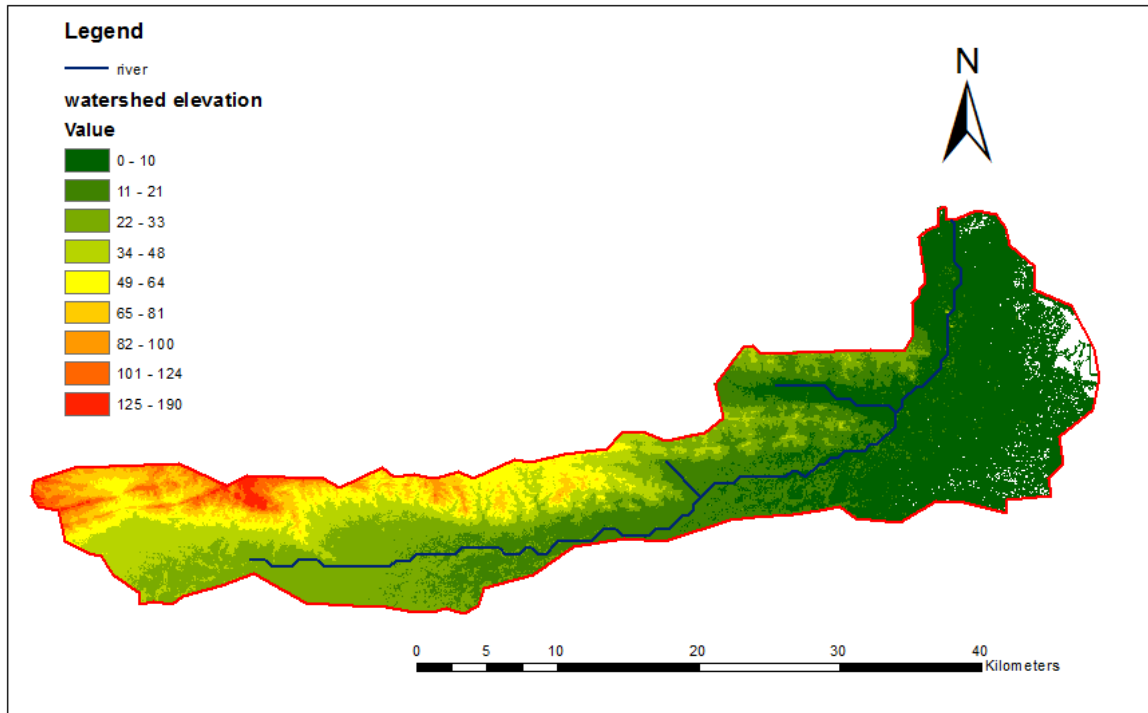 Legend
river
watershed elevation
Value
0 - 10
11 - 21
22 - 33
34 - 48
49 - 64
65 - 81
82 - 100
101 - 124
125 - 190
N
0 5 10 20 30 40
Kilometers